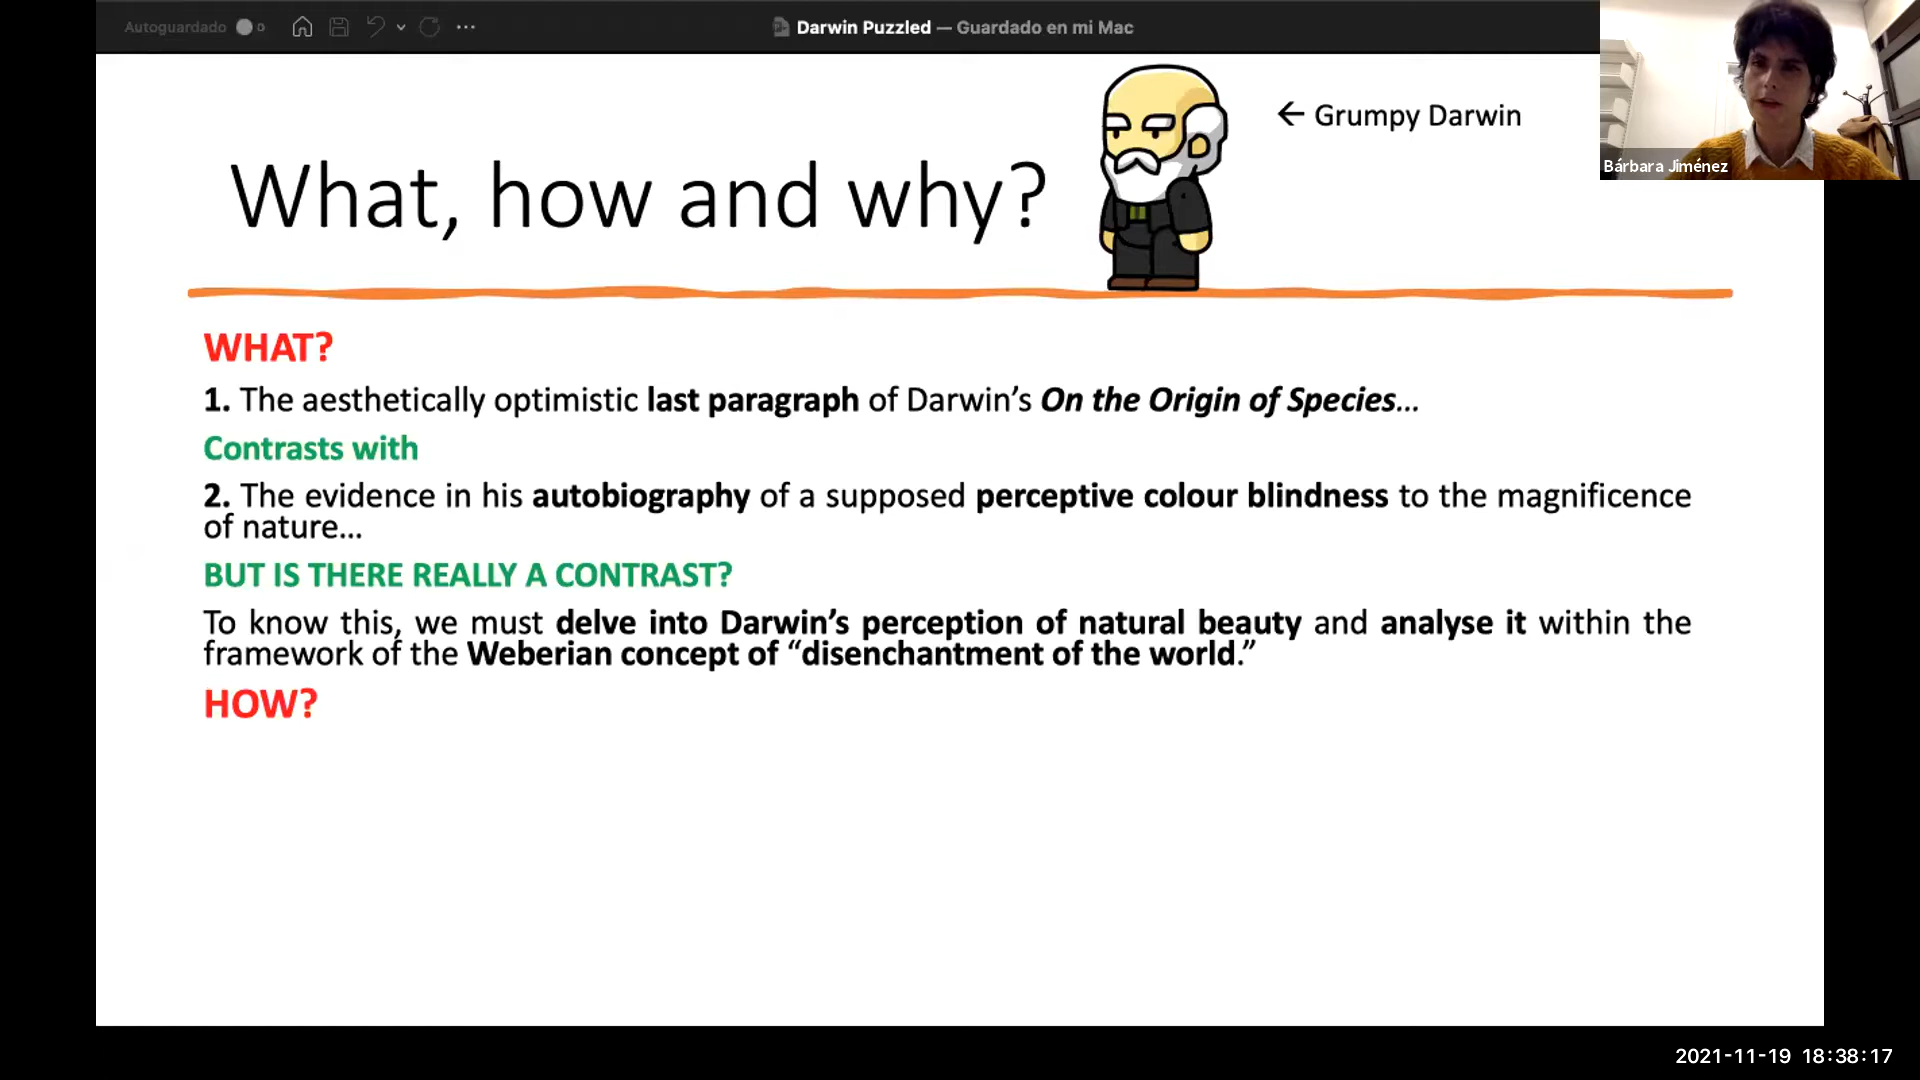 Autoguardado
Darwin Puzzled — Guardado en mi Mac
← Grumpy Darwin
Bárbara Jiménez
What, how and why?
WHAT?
1. The aesthetically optimistic last paragraph of Darwin’s On the Origin of Species...
Contrasts with
2. The evidence in his autobiography of a supposed perceptive colour blindness to the magnificence
of nature...
BUT IS THERE REALLY A CONTRAST?
To know this, we must delve into Darwin’s perception of natural beauty and analyse it within the
framework of the Weberian concept of “disenchantment of the world.”
HOW?
2021-11-19 18:38:17